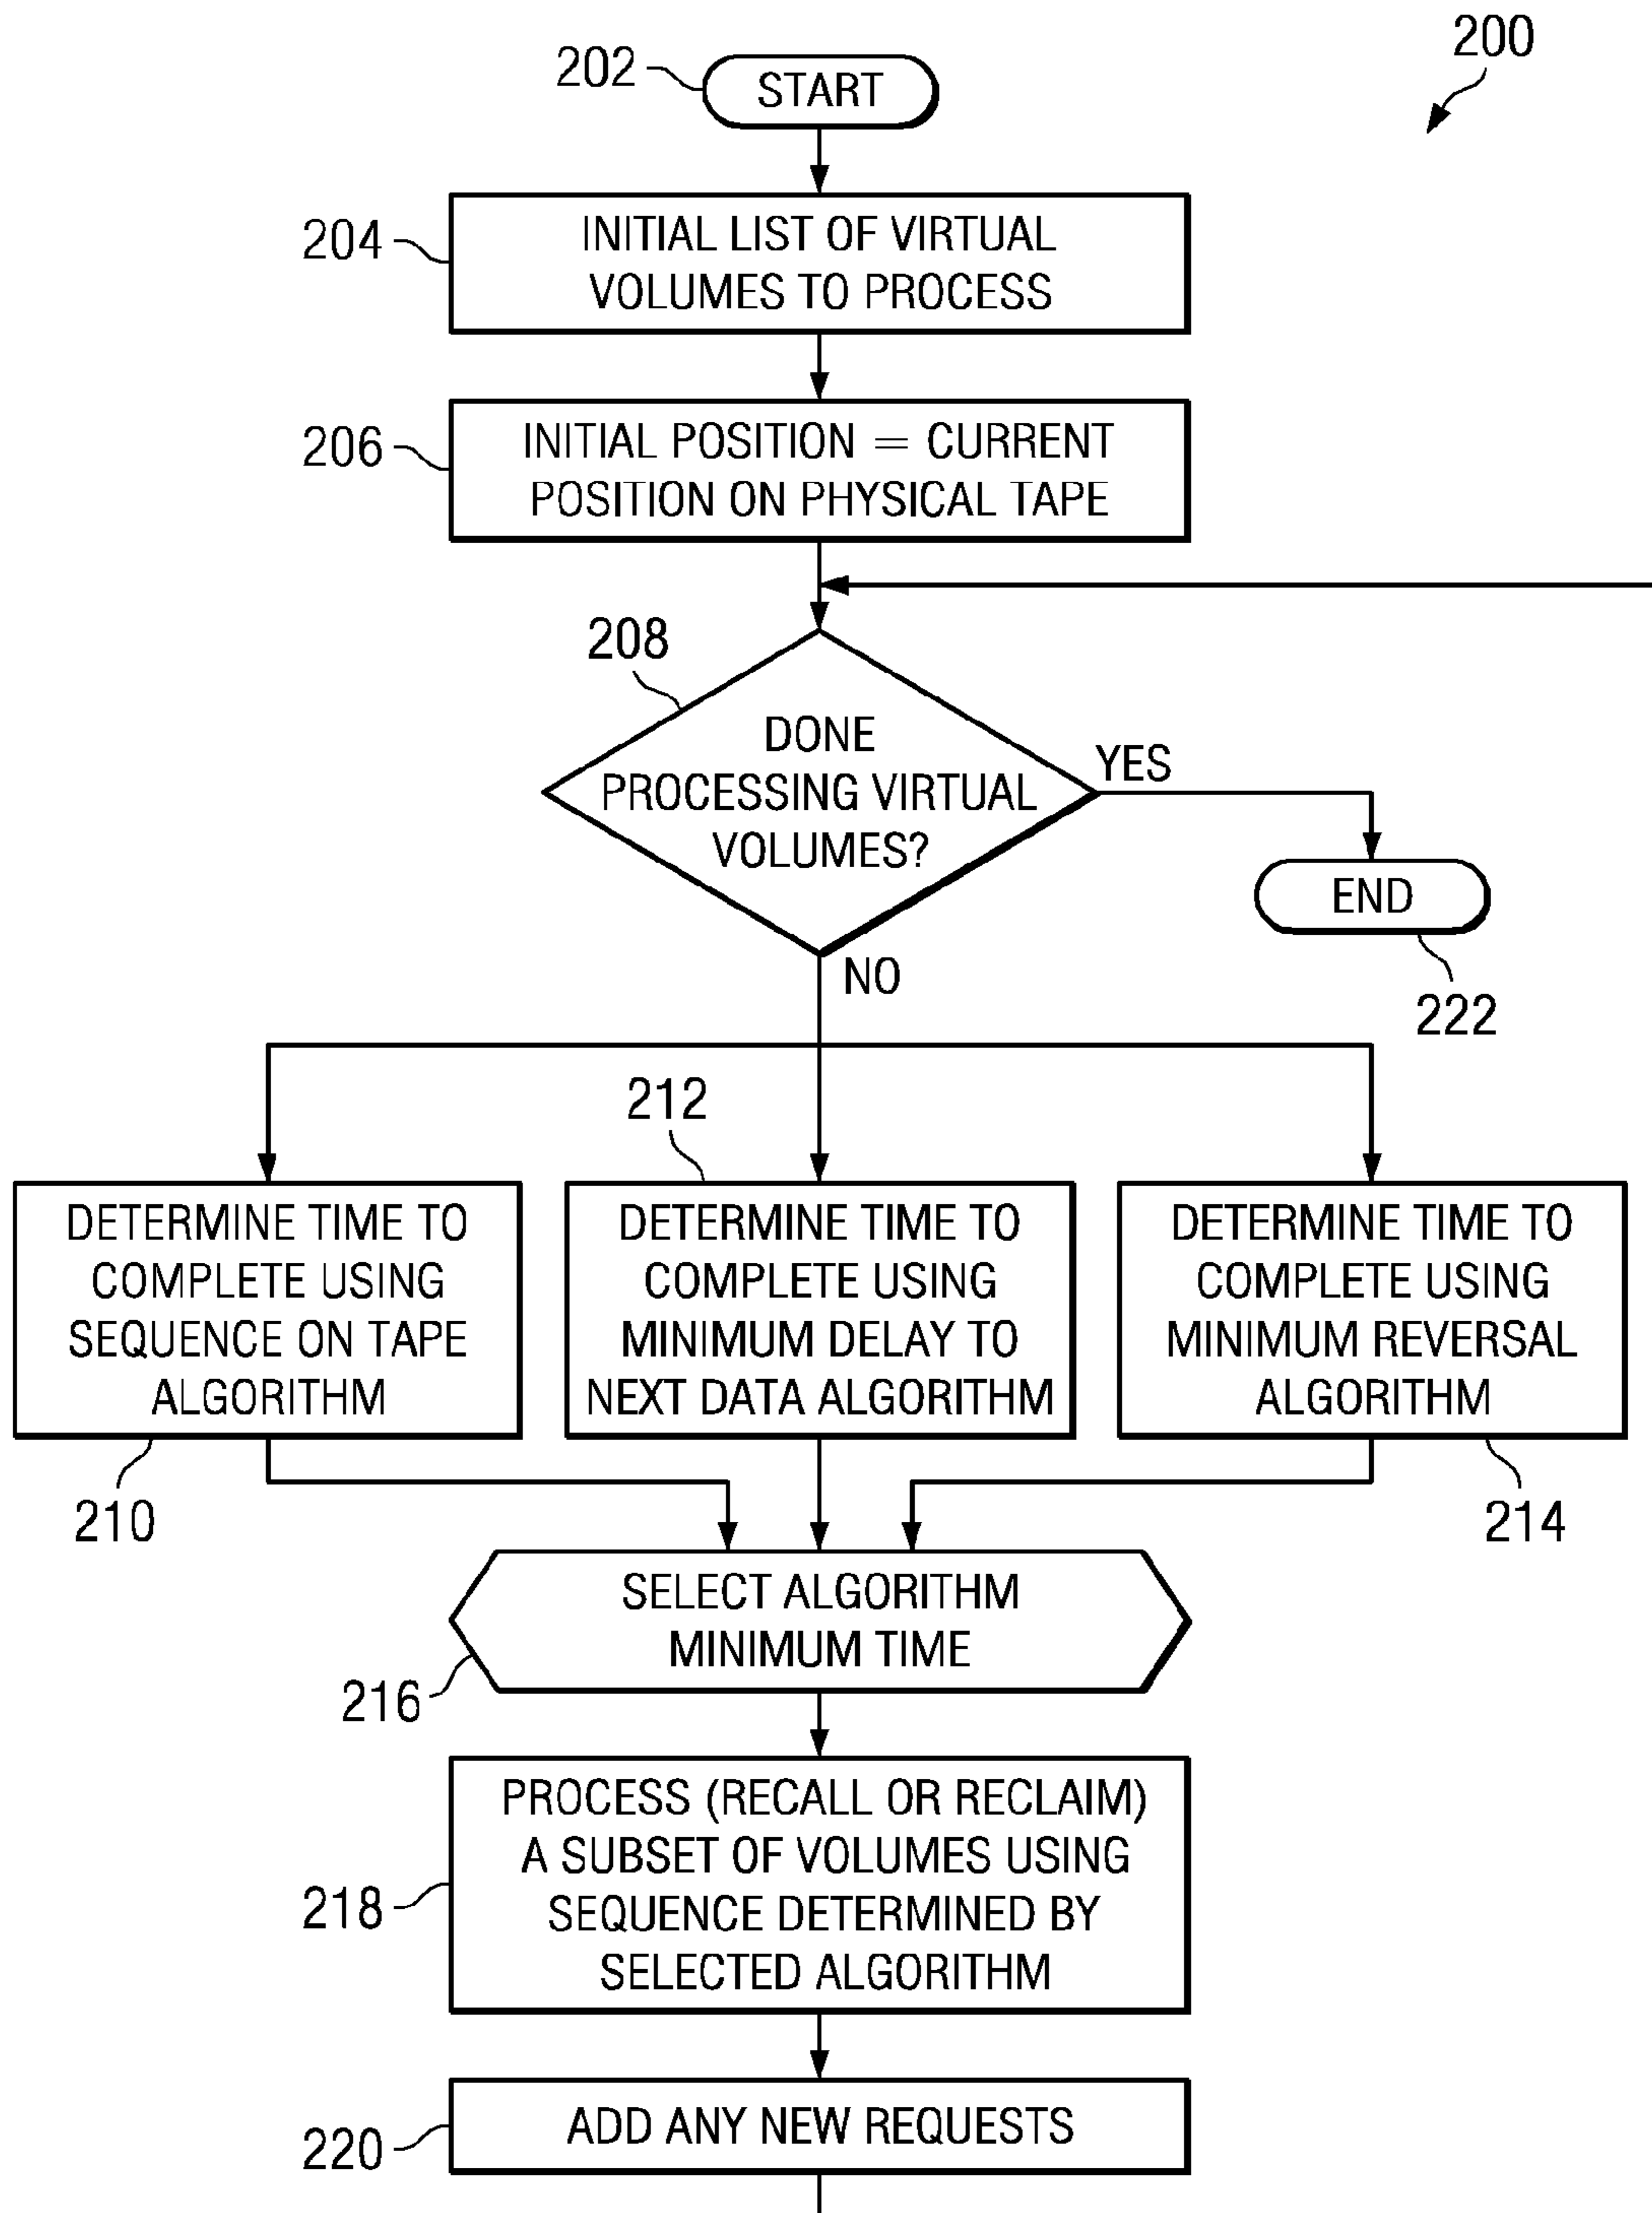 200
202
START
204
INITIAL LIST OF VIRTUAL
VOLUMES TO PROCESS
206
INITIAL POSITION = CURRENT
POSITION ON PHYSICAL TAPE
208
DONE
PROCESSING VIRTUAL
VOLUMES?
YES
END
222
NO
212
DETERMINE TIME TO
COMPLETE USING
SEQUENCE ON TAPE
ALGORITHM
210
DETERMINE TIME TO
COMPLETE USING
MINIMUM DELAY TO
NEXT DATA ALGORITHM
DETERMINE TIME TO
COMPLETE USING
MINIMUM REVERSAL
ALGORITHM
214
SELECT ALGORITHM
MINIMUM TIME
216
PROCESS (RECALL OR RECLAIM)
A SUBSET OF VOLUMES USING
SEQUENCE DETERMINED BY
SELECTED ALGORITHM
218
ADD ANY NEW REQUESTS
220